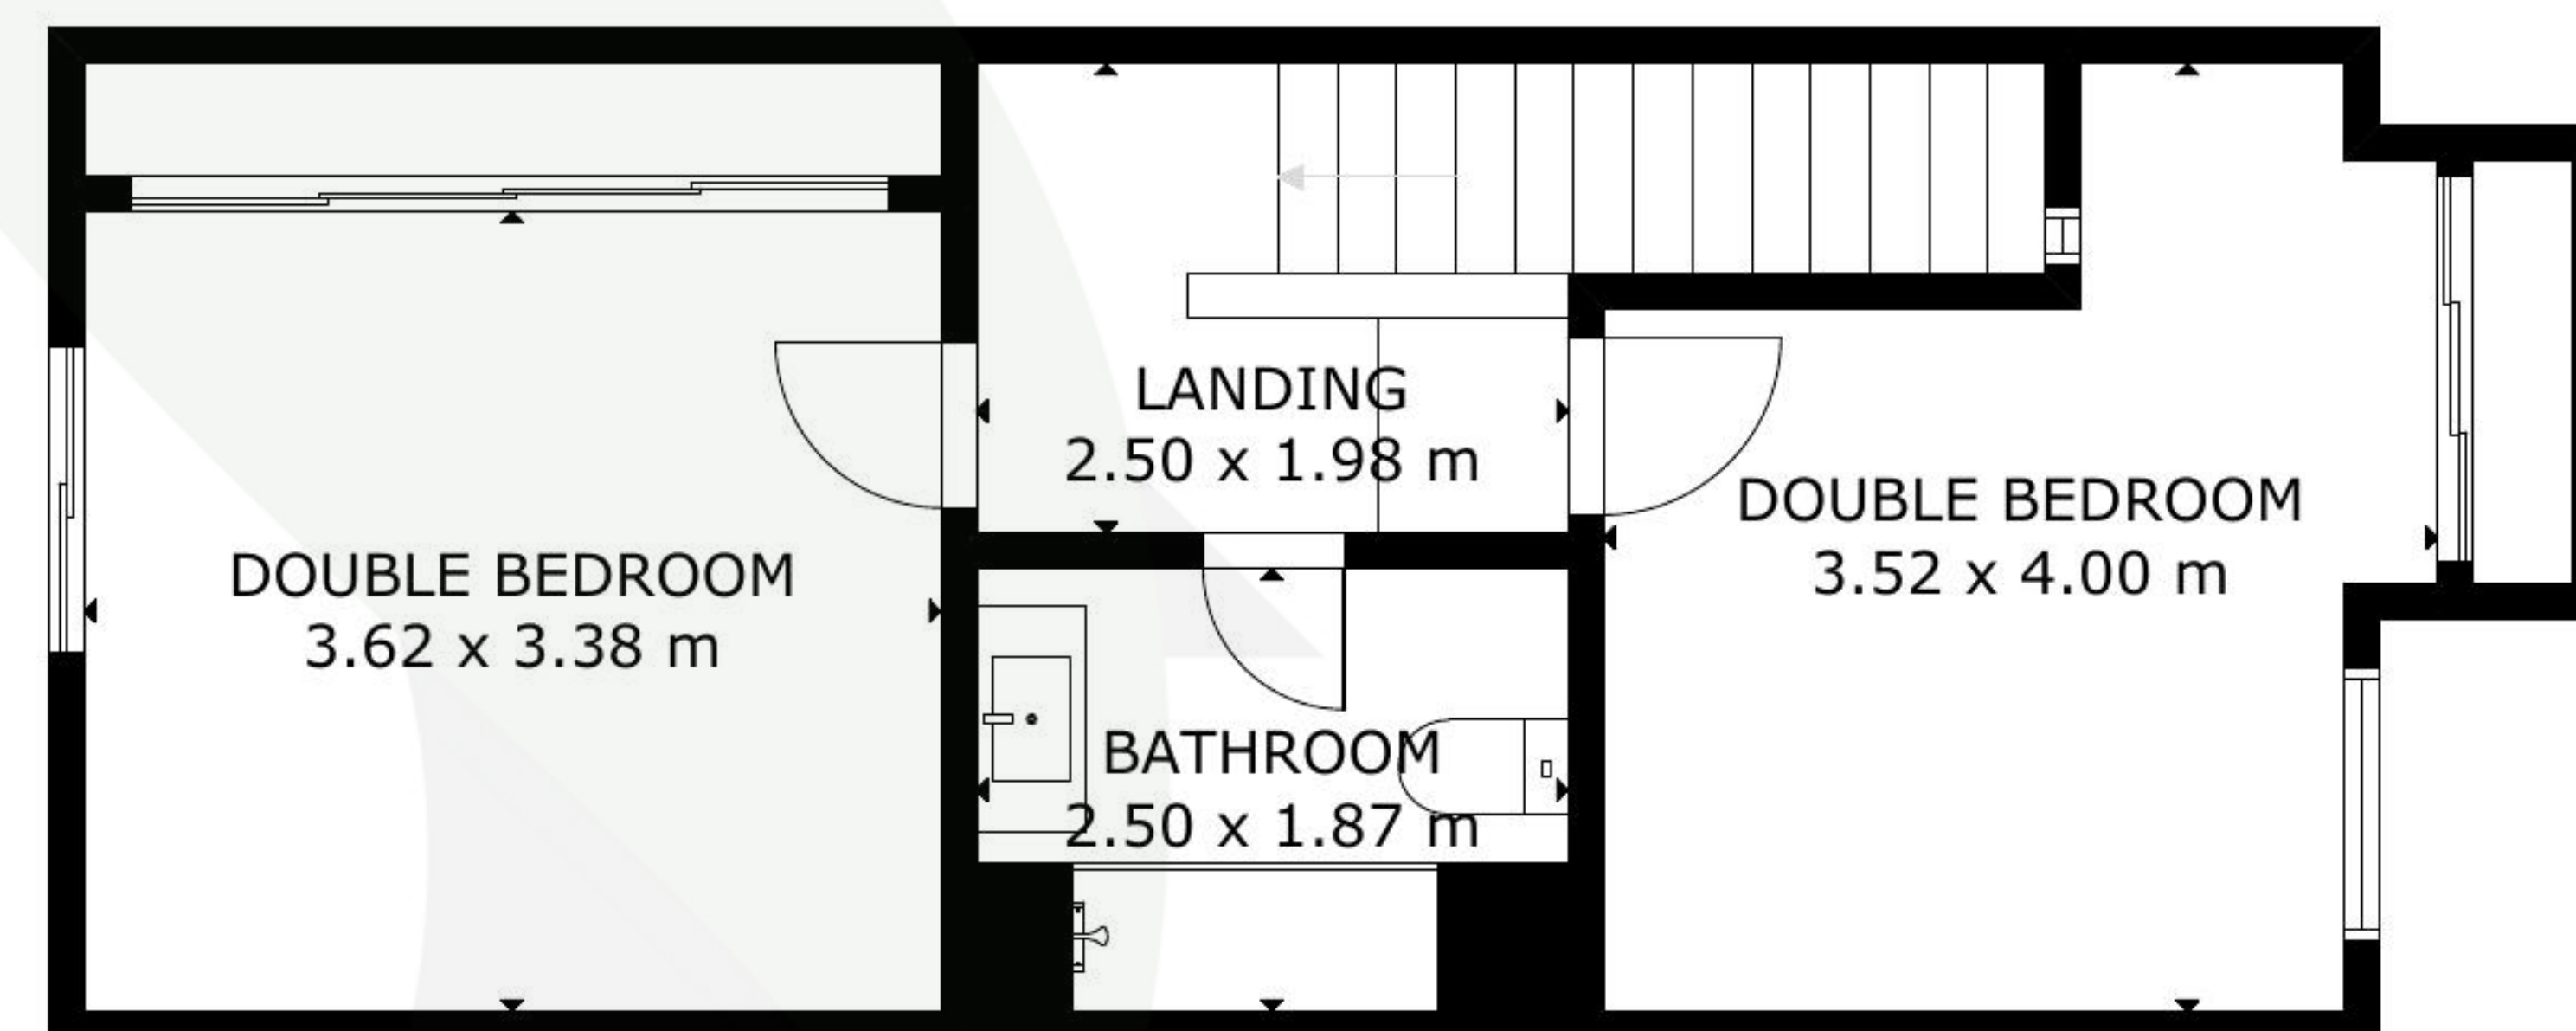 LANDING
2.50 x 1.98 m
DOUBLE BEDROOM
3.52 x 4.00 m
DOUBLE BEDROOM
3.62 x 3.38 m
BATHROOM
2.50 x 1.87 m